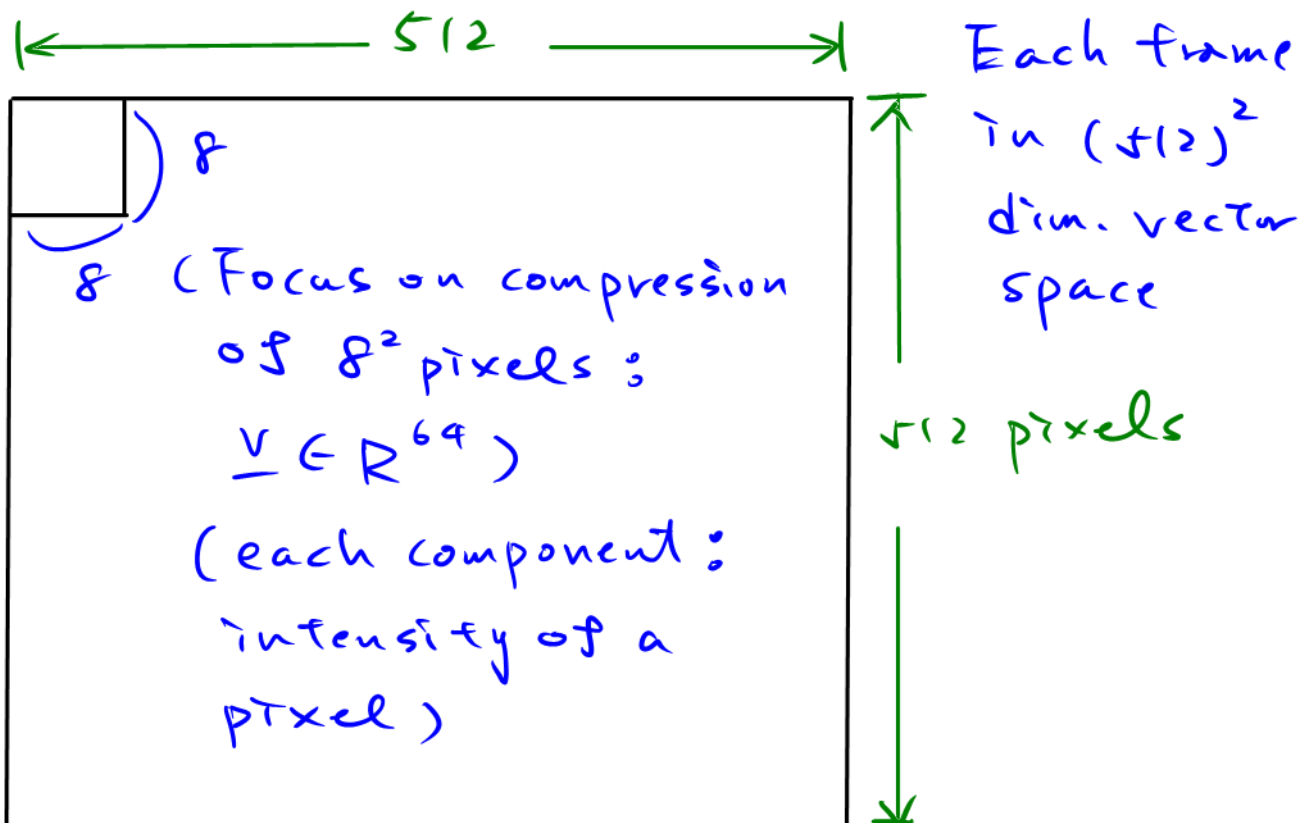 512
Each frame
in (512)²
dim. vector
space
8
8 (Focus on compression
of 8² pixels :
v ∈ R⁶⁴)
512 pixels
(each component :
intensity of a
pixel)